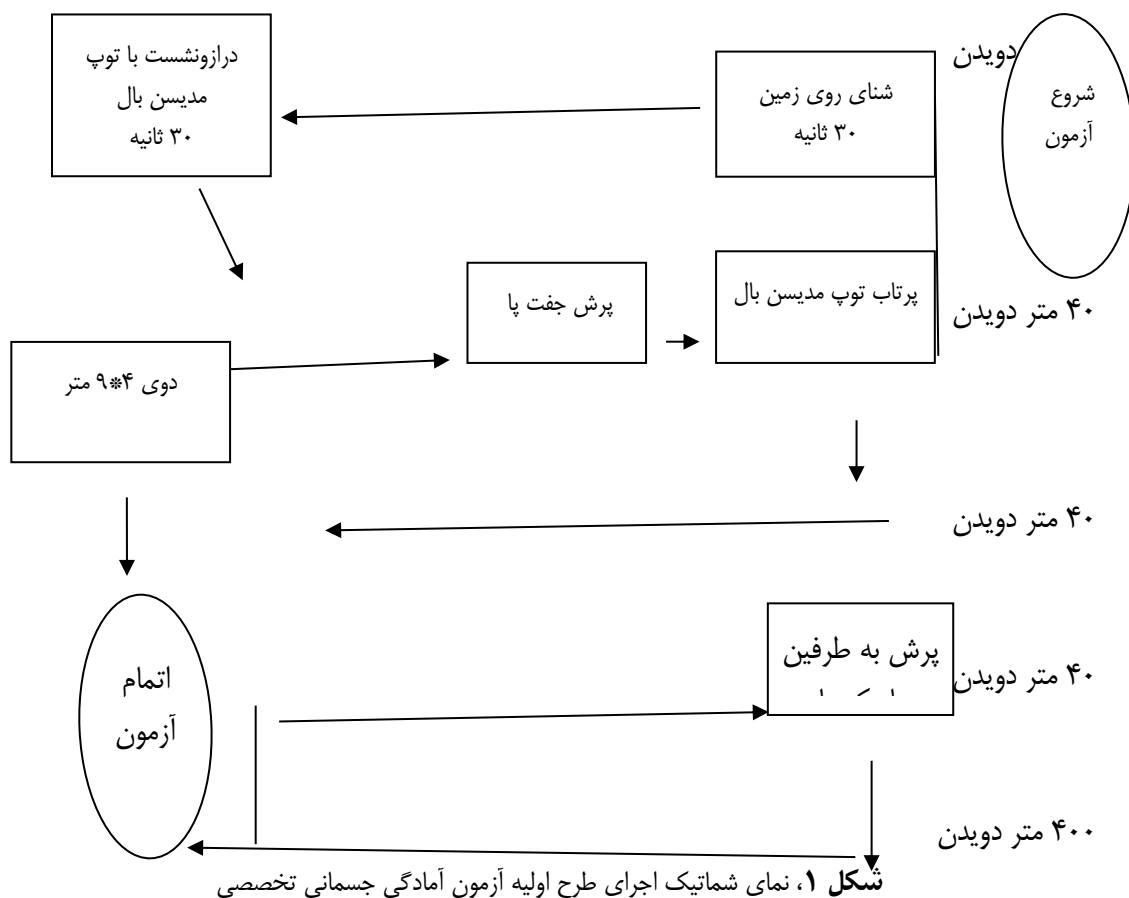 شروع
آزمون
دویدن
شنای روی زمین
۳۰ ثانیه
درازونشست با توپ
مدیسن بال
۳۰ ثانیه
۴۰ متر دویدن
پرتاب توپ مدیسن بال
پرش جفت پا
دوی ۴*۹ متر
۴۰ متر دویدن
۴۰ متر دویدن
پرش به طرفین
اتمام
آزمون
۴۰۰ متر دویدن
شکل ۱، نمای شماتیک اجرای طرح اولیه آزمون آمادگی جسمانی تخصصی